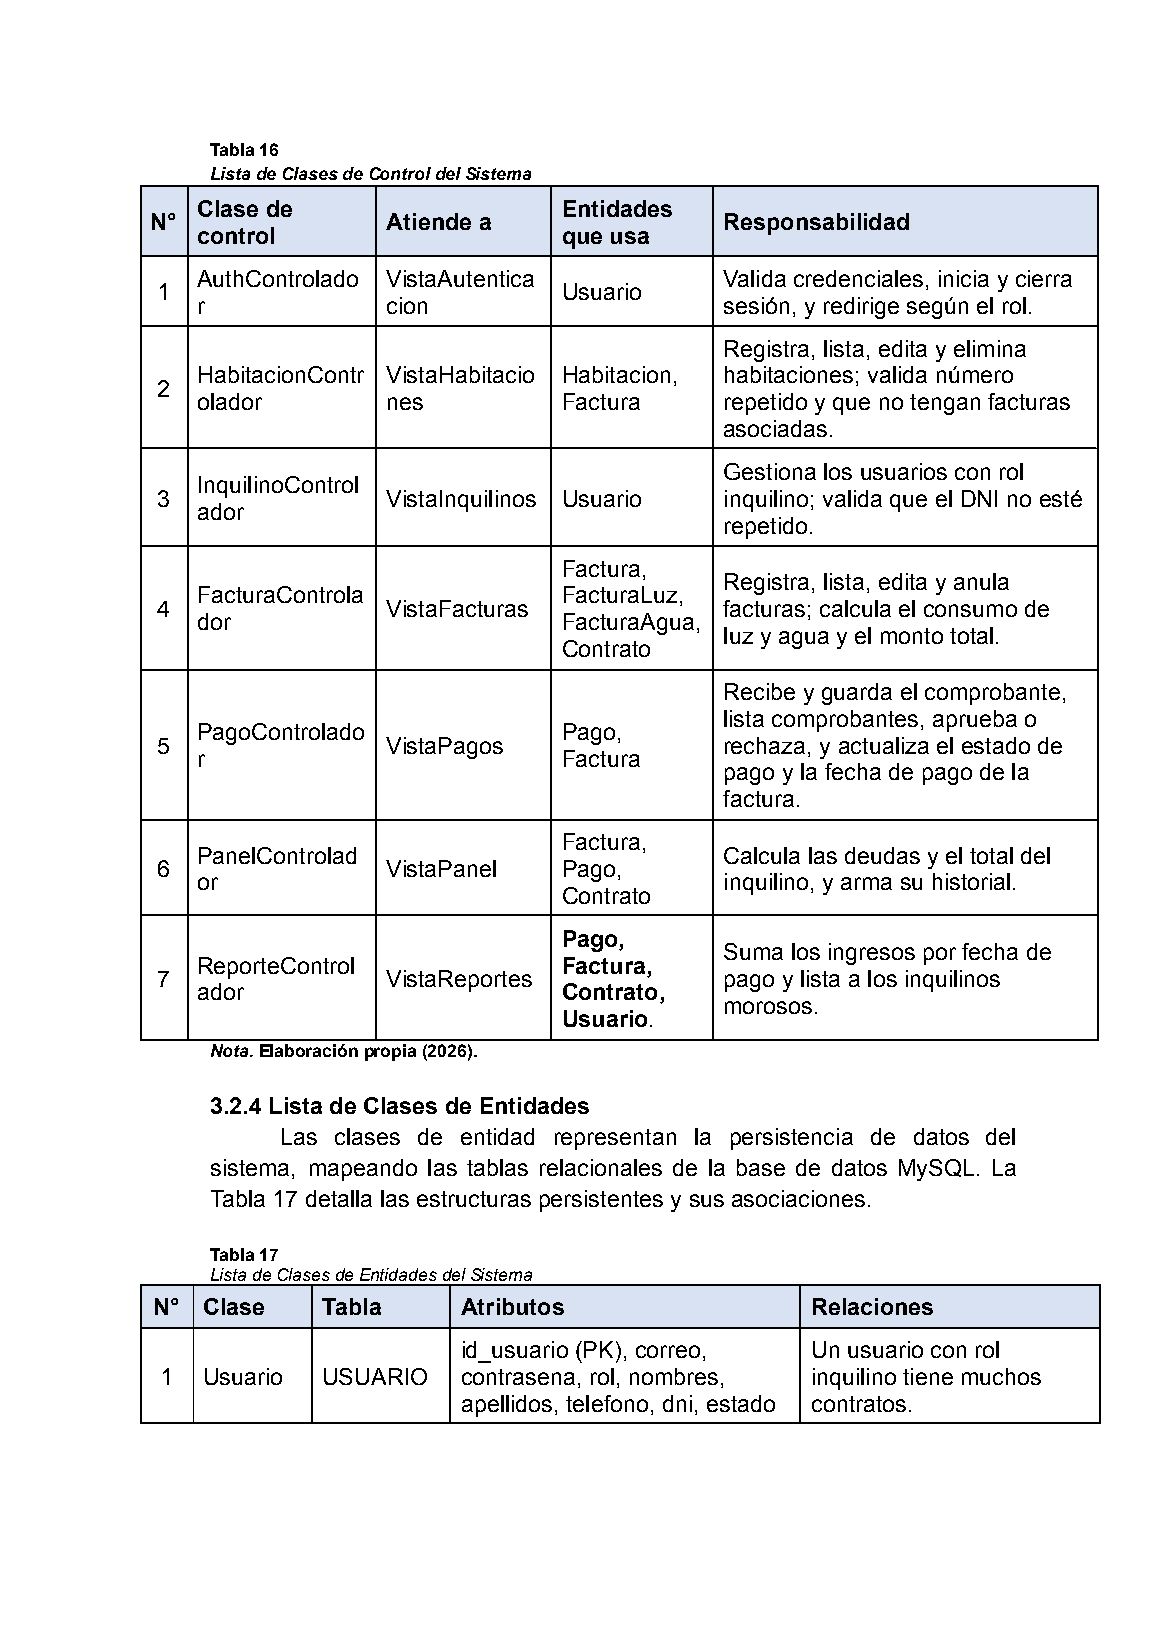 Tabla 16
Lista de Clases de Control del Sistema
N° Clase de control Atiende a Entidades que usa Responsabilidad
1 AuthControlado
r VistaAutentica
cion Usuario Valida credenciales, inicia y cierra
sesión, y redirige según el rol.
2 HabitacionContr
olador VistaHabitacio
nes Habitacion,
Factura Registra, lista, edita y elimina
habitaciones; valida número
repetido y que no tengan facturas
asociadas.
3 InquilinoControl
ador VistaInquilinos Usuario Gestiona los usuarios con rol
inquilino; valida que el DNI no esté
repetido.
4 FacturaControla
dor VistaFacturas Factura,
FacturaLuz,
FacturaAgua,
Contrato Registra, lista, edita y anula
facturas; calcula el consumo de
luz y agua y el monto total.
5 PagoControlado
r VistaPagos Pago,
Factura Recibe y guarda el comprobante,
lista comprobantes, aprueba o
rechaza, y actualiza el estado de
pago y la fecha de pago de la
factura.
6 PanelControlad
or VistaPanel Factura,
Pago,
Contrato Calcula las deudas y el total del
inquilino, y arma su historial.
7 ReporteControl
ador VistaReportes Pago,
Factura,
Contrato,
Usuario. Suma los ingresos por fecha de
pago y lista a los inquilinos
morosos.
Nota. Elaboración propia (2026).
3.2.4 Lista de Clases de Entidades
Las clases de entidad representan la persistencia de datos del
sistema, mapeando las tablas relacionales de la base de datos MySQL. La
Tabla 17 detalla las estructuras persistentes y sus asociaciones.
Tabla 17
Lista de Clases de Entidades del Sistema
N° Clase Tabla Atributos Relaciones
1 Usuario USUARIO id_usuario (PK), correo,
contrasena, rol, nombres,
apellidos, telefono, dni, estado Un usuario con rol
inquilino tiene muchos
contratos.